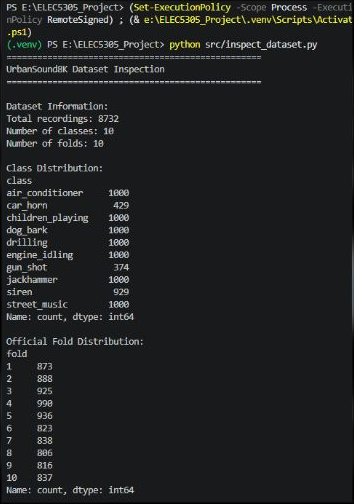 PS E:\ELEC5305_Project> (Set-ExecutionPolicy -Scope Process -Executi
nPolicy RemoteSigned) ; (& e:\ELEC5305_Project\.venv\Scripts\Activat
.ps1)
(.venv) PS E:\ELEC5305_Project> python src/inspect_dataset.py
==================================================
UrbanSound8K Dataset Inspection
==================================================
Dataset Information:
Total recordings: 8732
Number of classes: 10
Number of folds: 10
Class Distribution:
class
air_conditioner 1000
car_horn 429
children_playing 1000
dog_bark 1000
drilling 1000
engine_idling 1000
gun_shot 374
jackhammer 1000
siren 929
street_music 1000
Name: count, dtype: int64
Official Fold Distribution:
fold
1 873
2 888
3 925
4 990
5 936
6 823
7 838
8 806
9 816
10 837
Name: count, dtype: int64